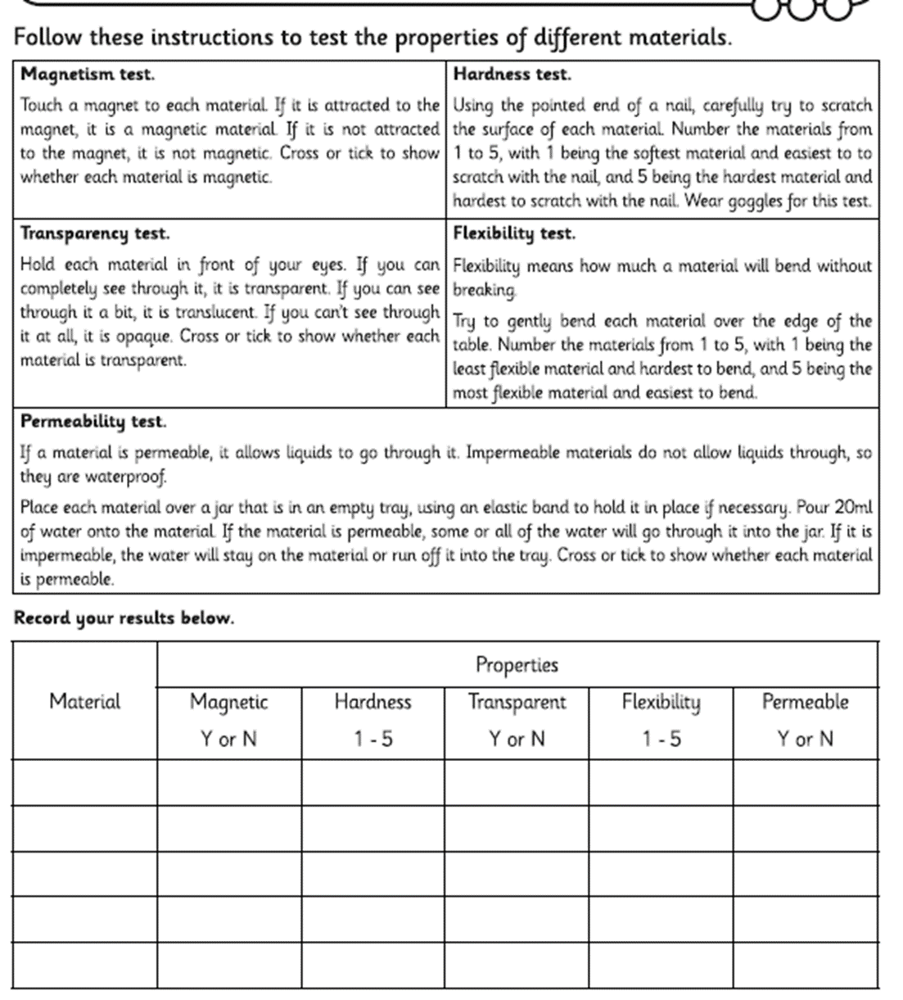 Follow these instructions to test the properties of different materials.
Magnetism test.
Touch a magnet to each material. If it is attracted to the
magnet, it is a magnetic material. If it is not attracted
to the magnet, it is not magnetic. Cross or tick to show
whether each material is magnetic.
Hardness test.
Using the pointed end of a nail, carefully try to scratch
the surface of each material. Number the materials from
1 to 5, with 1 being the softest material and easiest to to
scratch with the nail, and 5 being the hardest material and
hardest to scratch with the nail. Wear goggles for this test.
Transparency test.
Hold each material in front of your eyes. If you can
completely see through it, it is transparent. If you can see
through it a bit, it is translucent. If you can't see through
it at all, it is opaque. Cross or tick to show whether each
material is transparent.
Flexibility test.
Flexibility means how much a material will bend without
breaking.
Try to gently bend each material over the edge of the
table. Number the materials from 1 to 5, with 1 being the
least flexible material and hardest to bend, and 5 being the
most flexible material and easiest to bend.
Permeability test.
If a material is permeable, it allows liquids to go through it. Impermeable materials do not allow liquids through, so
they are waterproof.
Place each material over a jar that is in an empty tray, using an elastic band to hold it in place if necessary. Pour 20ml
of water onto the material. If the material is permeable, some or all of the water will go through it into the jar. If it is
impermeable, the water will stay on the material or run off it into the tray. Cross or tick to show whether each material
is permeable.
Record your results below.
Properties
Material
Magnetic
Y or N
Hardness
1 - 5
Transparent
Y or N
Flexibility
1 - 5
Permeable
Y or N